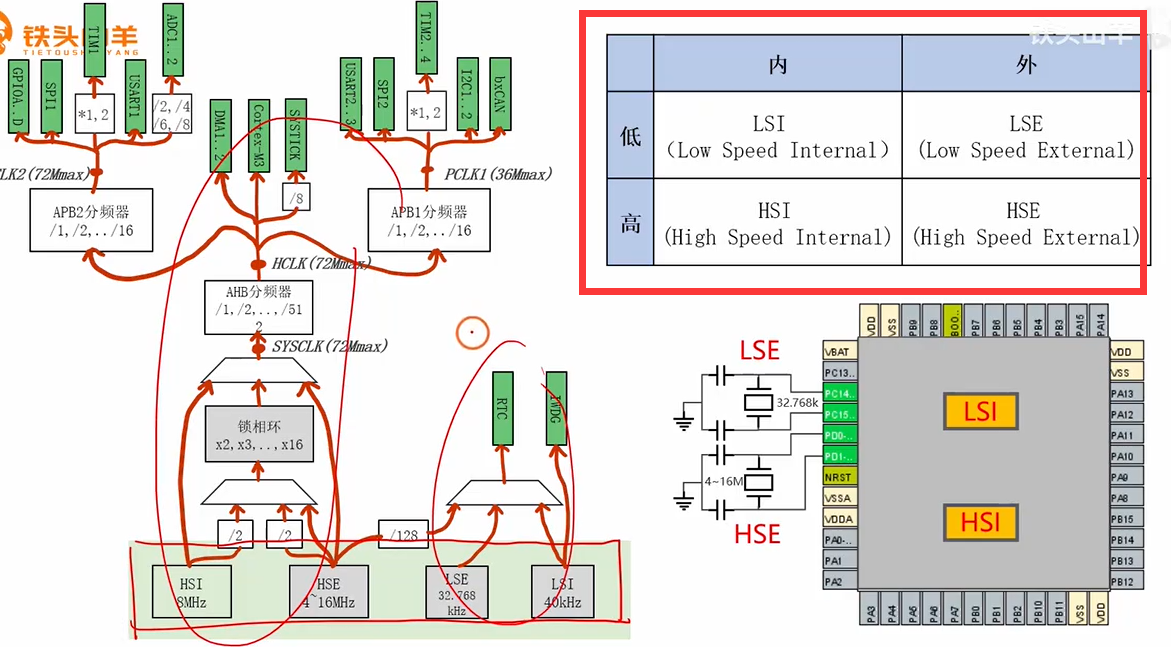 铁头山羊
TIETOUSHANYANG
TIM1
ADC1..2
GPIOA..D
SPI1
*1,2
USART1
/2,/4
/6,/8
LK2(72Mmax)
APB2分频器
/1,/2,../16
DMA1..2
Cortex-M3
SYSTICK
/8
TIM2..4
USART2..3
SPI2
*1,2
I2C1..2
bxCAN
PCLK1(36Mmax)
APB1分频器
/1,/2,../16
HCLK(72Mmax)
AHB分频器
/1,/2,..,/51
2
SYSCLK(72Mmax)
锁相环
x2,x3,..,x16
RTC
IWDG
/2
/2
/128
HSI
8MHz
HSE
4~16MHz
LSE
32.768
kHz
LSI
40kHz
铁头山羊
内
外
低
LSI
(Low Speed Internal)
LSE
(Low Speed External)
高
HSI
(High Speed Internal)
HSE
(High Speed External)
LSE
32.768k
4~16M
HSE
VDD
VSS
PB9
PB8
BOO..
PB7
PB6
PB5
PB4
PB3
PA15
PA14
VBAT
PC13..
PC14..
PC15..
PD0-..
PD1-..
NRST
VSSA
VDDA
PA0-..
PA1
PA2
LSI
HSI
VDD
VSS
PA13
PA12
PA11
PA10
PA9
PA8
PB15
PB14
PB13
PB12
PA3
PA4
PA5
PA6
PA7
PB0
PB1
PB2
PB10
PB11
VSS
VDD